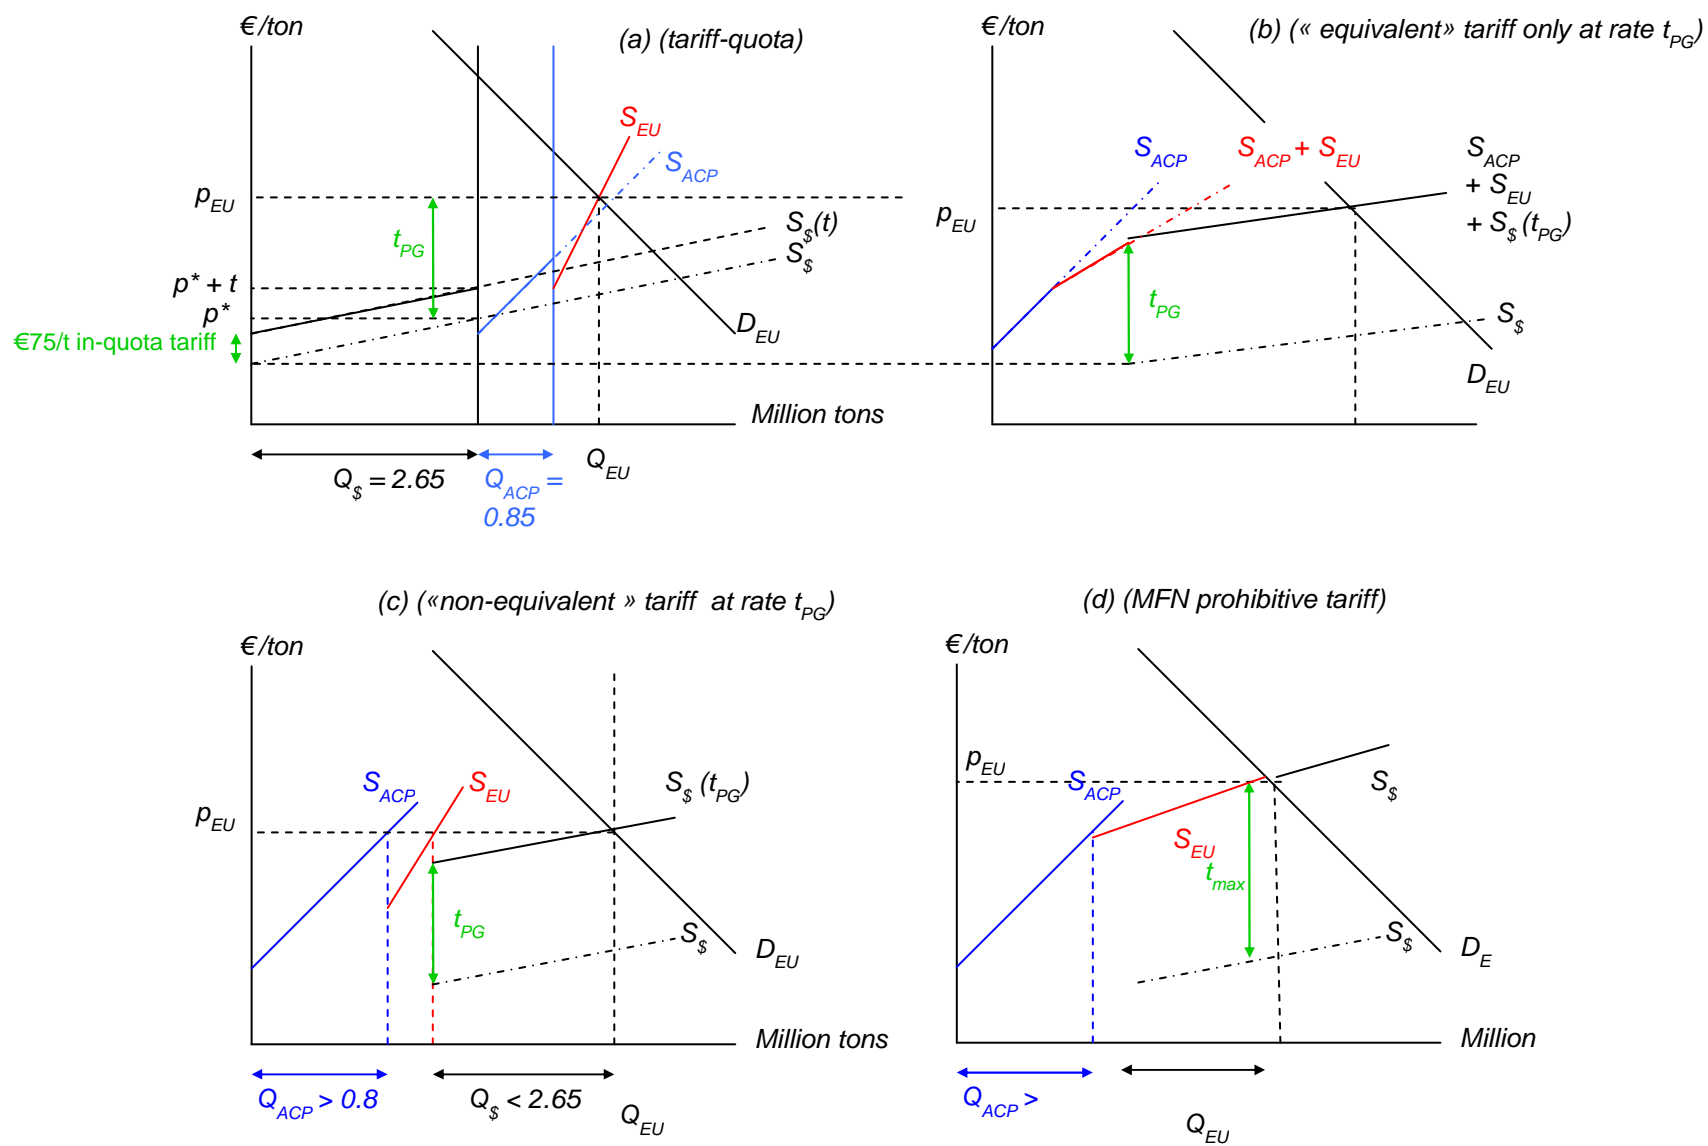 €/ton
(a) (tariff-quota)
S_EU
S_ACP
p_EU
t_PG
S_$(t)
S_$
p* + t
p*
€75/t in-quota tariff
D_EU
Million tons
Q_$ = 2.65
Q_ACP =
0.85
Q_EU
€/ton
(b) (« equivalent» tariff only at rate t_PG)
S_ACP
S_ACP + S_EU
S_ACP
+ S_EU
+ S_$ (t_PG)
p_EU
t_PG
S_$
D_EU
(c) («non-equivalent » tariff at rate t_PG)
€/ton
S_ACP
S_EU
S_$ (t_PG)
p_EU
t_PG
S_$
D_EU
Million tons
Q_ACP > 0.8
Q_$ < 2.65
Q_EU
(d) (MFN prohibitive tariff)
€/ton
p_EU
S_ACP
S_$
S_EU
t_max
S_$
D_E
Million
Q_ACP >
Q_EU